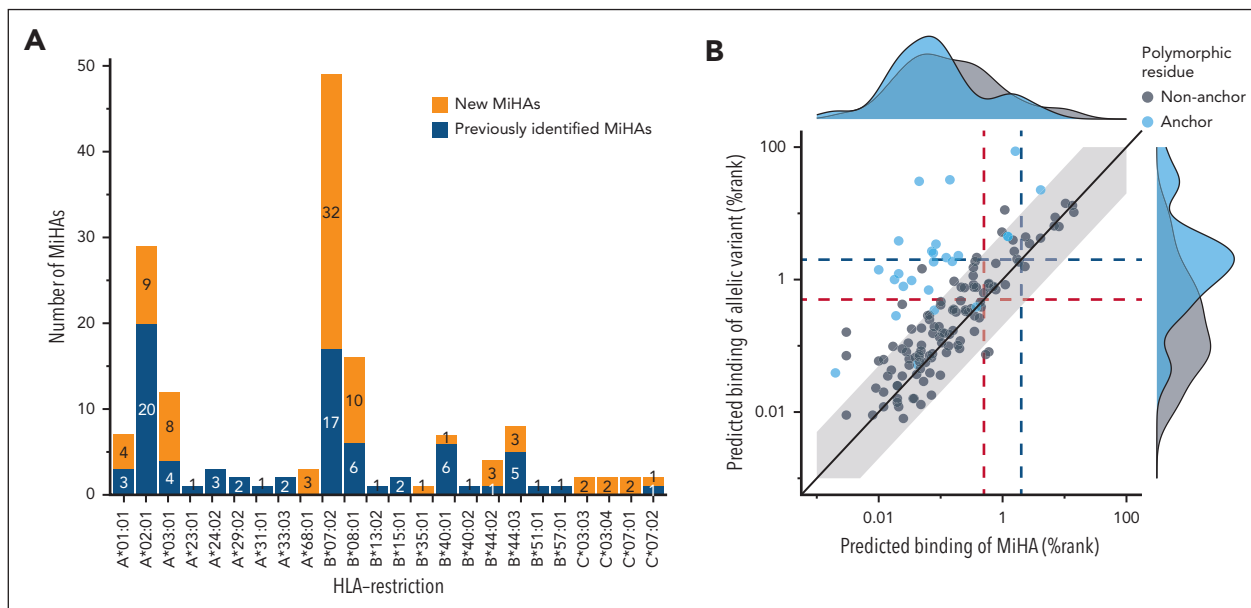 A
Number of MiHAs
50
40
30
20
10
0
New MiHAs
Previously identified MiHAs
4
3
9
20
8
4
1
3
2
1
2
3
32
17
10
6
1
2
1
1
6
1
3
1
3
5
1
1
2
2
2
1
1
A*01:01
A*02:01
A*03:01
A*23:01
A*24:02
A*29:02
A*31:01
A*33:03
A*68:01
B*07:02
B*08:01
B*13:02
B*15:01
B*35:01
B*40:01
B*40:02
B*44:02
B*44:03
B*51:01
B*57:01
C*03:03
C*03:04
C*07:01
C*07:02
HLA–restriction
B
Polymorphic
residue
Non-anchor
Anchor
Predicted binding of allelic variant (%rank)
100
1
0.01
0.01
1
100
Predicted binding of MiHA (%rank)